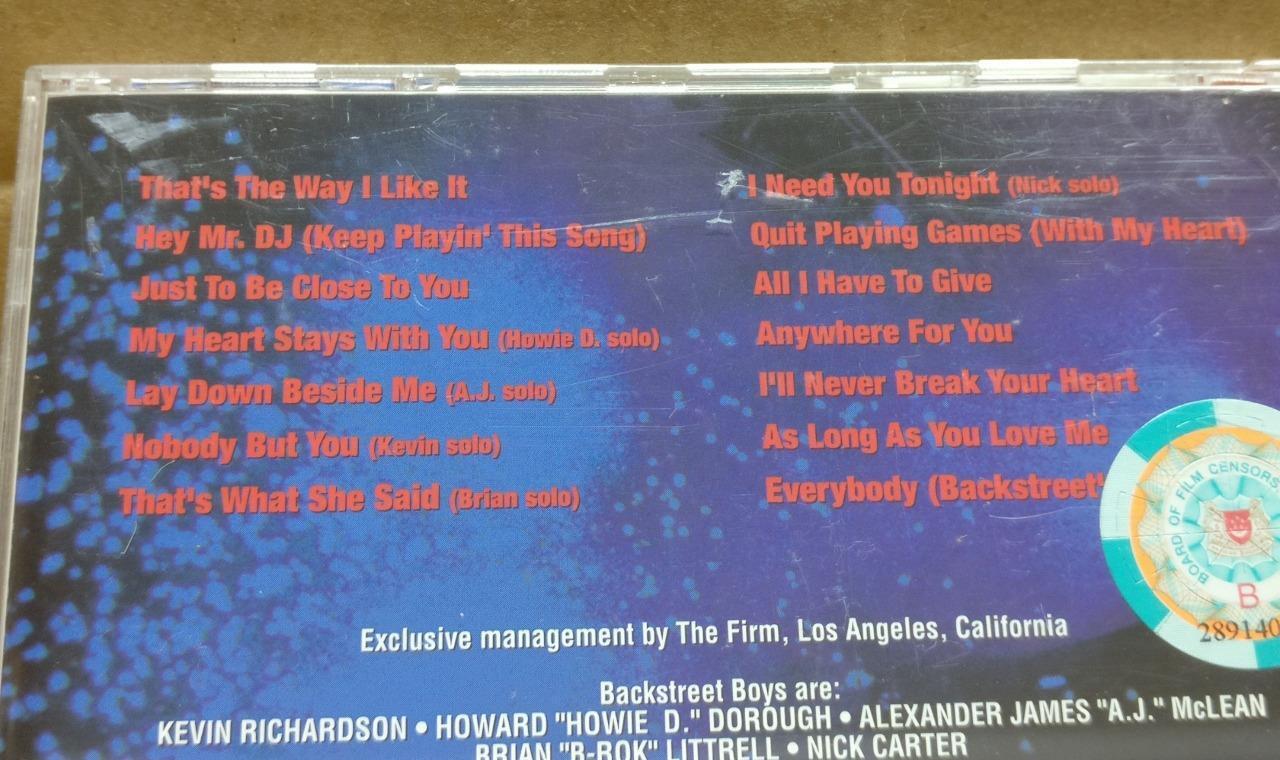 That's The Way I Like It
Hey Mr. DJ (Keep Playin' This Song)
Just To Be Close To You
My Heart Stays With You (Howie D. solo)
Lay Down Beside Me (A.J. solo)
Nobody But You (Kevin solo)
That's What She Said (Brian solo)
I Need You Tonight (Nick solo)
Quit Playing Games (With My Heart)
All I Have To Give
Anywhere For You
I'll Never Break Your Heart
As Long As You Love Me
Everybody (Backstreet'
BOARD OF FILM CENSORS
B
289140
Exclusive management by The Firm, Los Angeles, California
Backstreet Boys are:
KEVIN RICHARDSON • HOWARD "HOWIE D." DOROUGH • ALEXANDER JAMES "A.J." McLEAN
BRIAN "B-ROK" LITTRELL • NICK CARTER